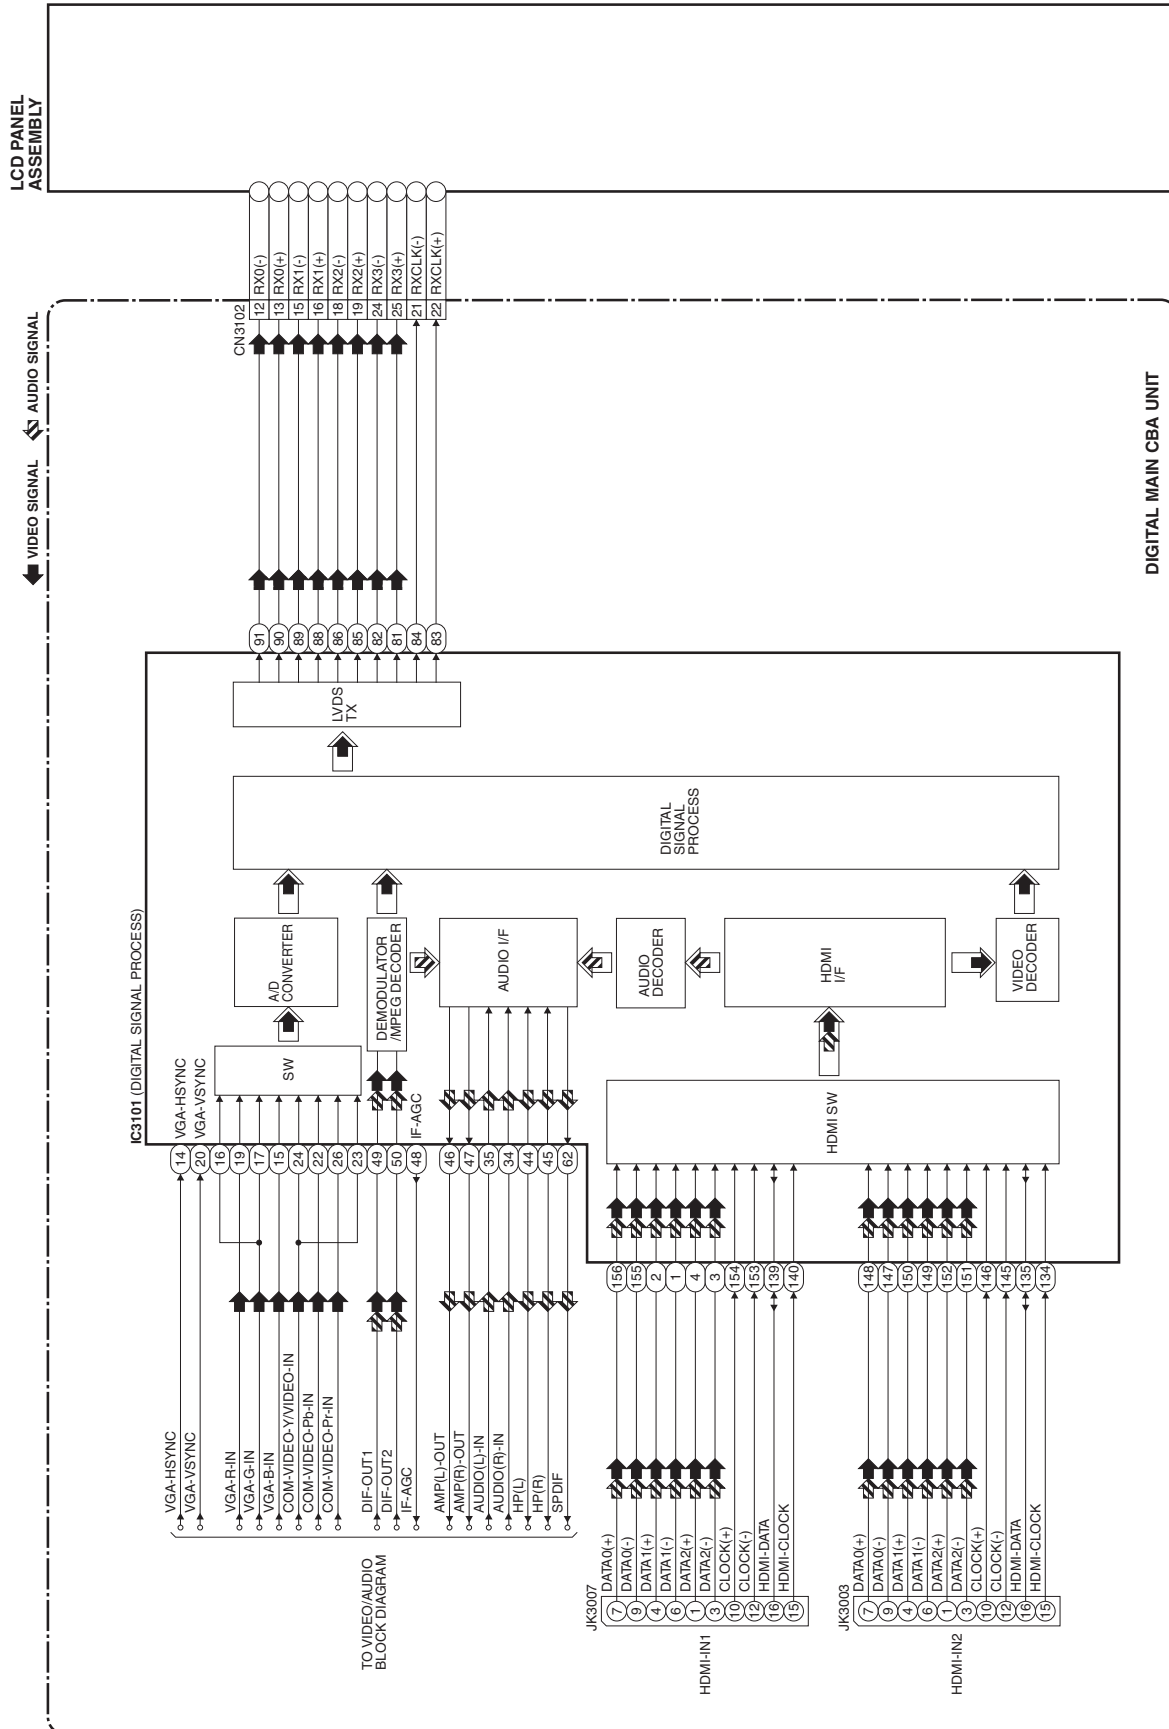 LCD PANEL
ASSEMBLY
VIDEO SIGNAL
AUDIO SIGNAL
CN3102
12 RX0(-)
13 RX0(+)
15 RX1(-)
16 RX1(+)
18 RX2(-)
19 RX2(+)
24 RX3(-)
25 RX3(+)
21 RXCLK(-)
22 RXCLK(+)
DIGITAL MAIN CBA UNIT
91
90
89
88
86
85
82
81
84
83
LVDS
TX
DIGITAL
SIGNAL
PROCESS
IC3101 (DIGITAL SIGNAL PROCESS)
A/D
CONVERTER
DEMODULATOR
/MPEG DECODER
AUDIO I/F
AUDIO
DECODER
HDMI
I/F
VIDEO
DECODER
SW
HDMI SW
VGA-HSYNC
VGA-VSYNC
IF-AGC
14
20
16
19
17
15
24
22
26
23
49
50
48
46
47
35
34
44
45
62
156
155
2
1
4
3
154
153
139
140
148
147
150
149
152
151
146
145
135
134
VGA-HSYNC
VGA-VSYNC
VGA-R-IN
VGA-G-IN
VGA-B-IN
COM-VIDEO-Y/VIDEO-IN
COM-VIDEO-Pb-IN
COM-VIDEO-Pr-IN
DIF-OUT1
DIF-OUT2
IF-AGC
AMP(L)-OUT
AMP(R)-OUT
AUDIO(L)-IN
AUDIO(R)-IN
HP(L)
HP(R)
SPDIF
TO VIDEO/AUDIO
BLOCK DIAGRAM
JK3007
7 DATA0(+)
9 DATA0(-)
4 DATA1(+)
6 DATA1(-)
1 DATA2(+)
3 DATA2(-)
10 CLOCK(+)
12 CLOCK(-)
16 HDMI-DATA
15 HDMI-CLOCK
HDMI-IN1
JK3003
7 DATA0(+)
9 DATA0(-)
4 DATA1(+)
6 DATA1(-)
1 DATA2(+)
3 DATA2(-)
10 CLOCK(+)
12 CLOCK(-)
16 HDMI-DATA
15 HDMI-CLOCK
HDMI-IN2